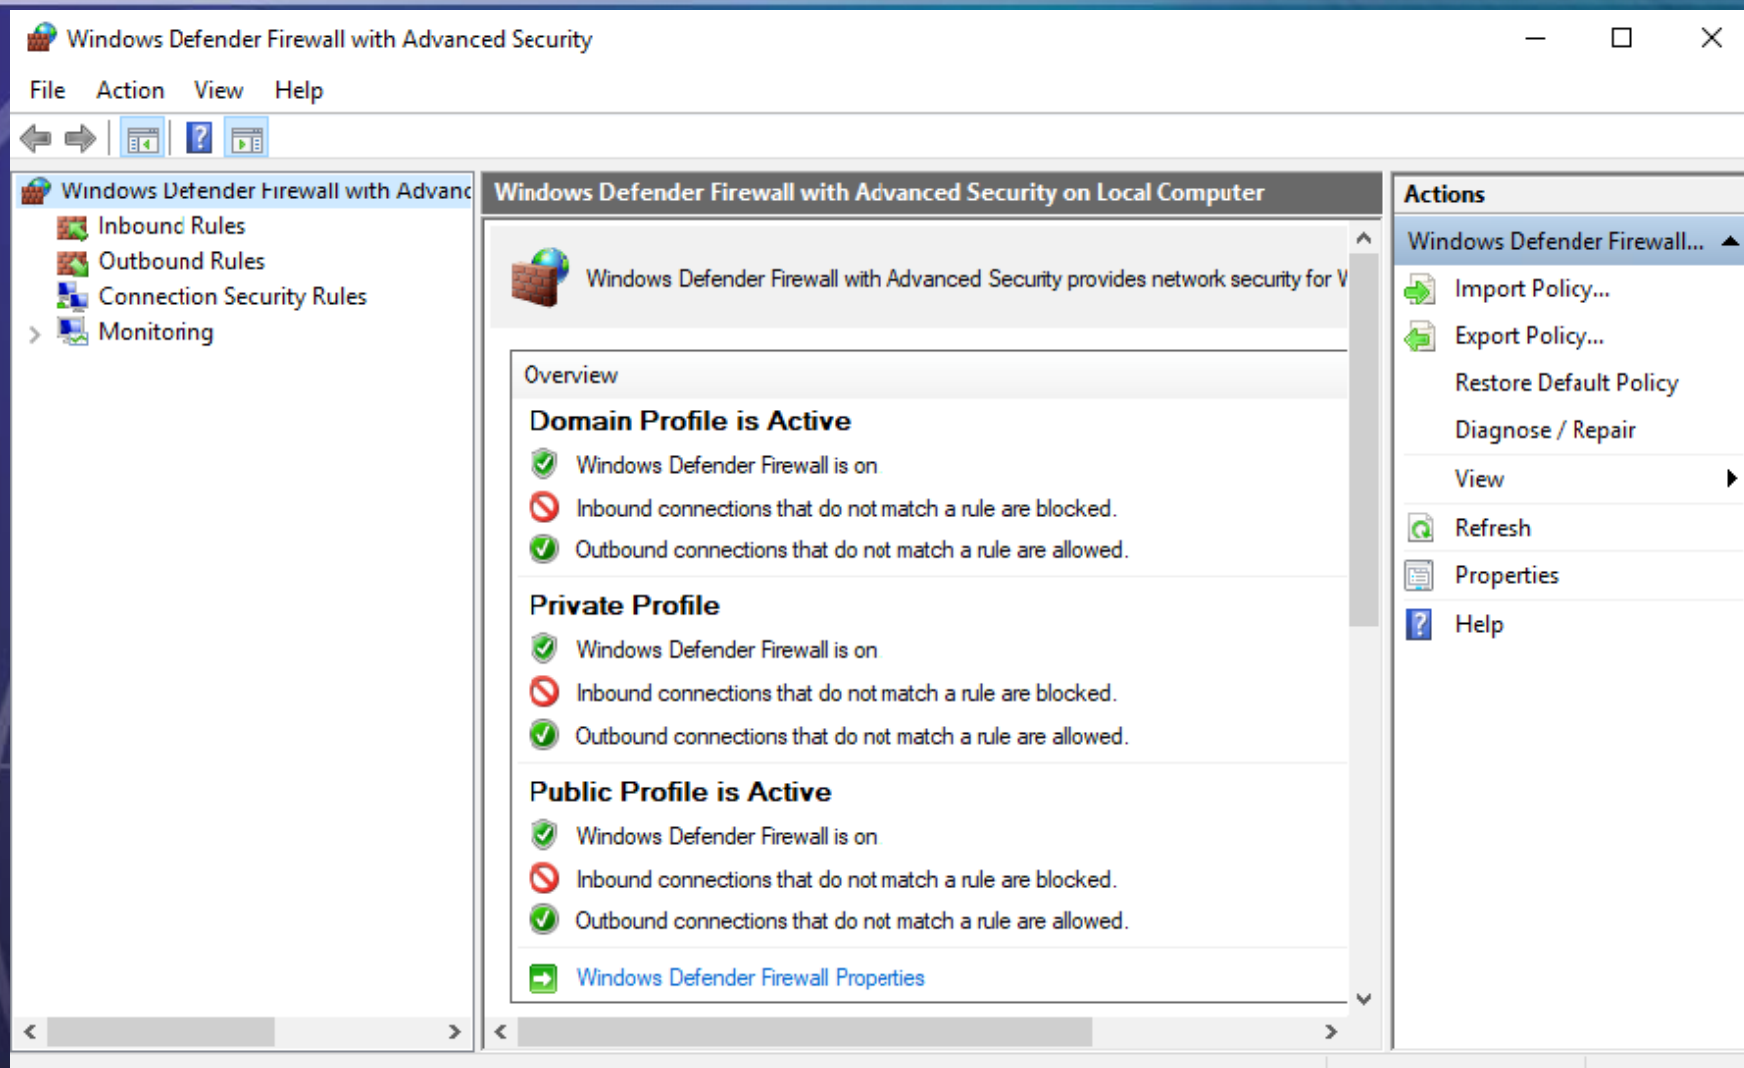 Windows Defender Firewall with Advanced Security
File Action View Help
Windows Defender Firewall with Advanc
Inbound Rules
Outbound Rules
Connection Security Rules
Monitoring
Windows Defender Firewall with Advanced Security on Local Computer
Windows Defender Firewall with Advanced Security provides network security for W
Overview
Domain Profile is Active
Windows Defender Firewall is on
Inbound connections that do not match a rule are blocked.
Outbound connections that do not match a rule are allowed.
Private Profile
Windows Defender Firewall is on
Inbound connections that do not match a rule are blocked.
Outbound connections that do not match a rule are allowed.
Public Profile is Active
Windows Defender Firewall is on
Inbound connections that do not match a rule are blocked.
Outbound connections that do not match a rule are allowed.
Windows Defender Firewall Properties
Actions
Windows Defender Firewall...
Import Policy...
Export Policy...
Restore Default Policy
Diagnose / Repair
View
Refresh
Properties
Help